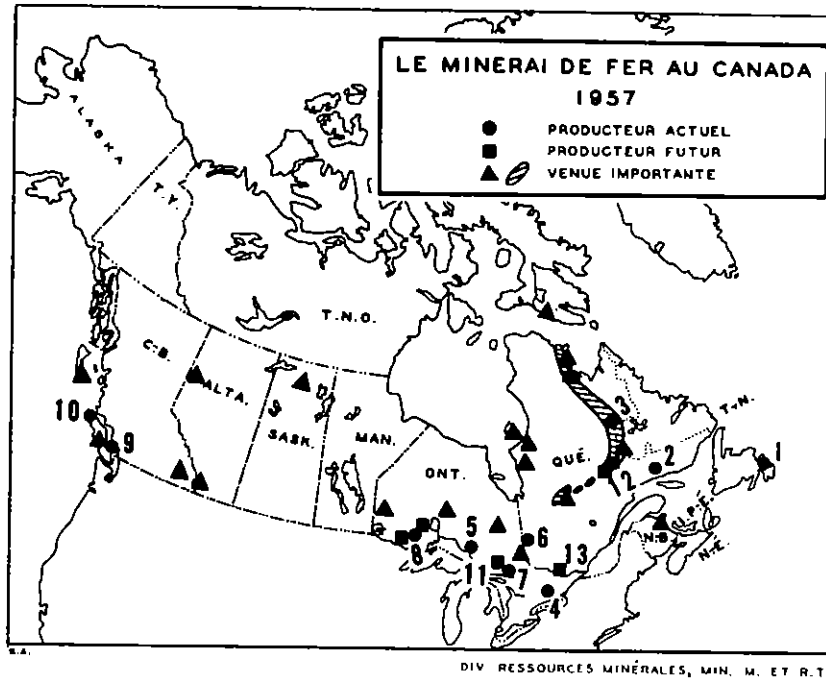 LE MINERAI DE FER AU CANADA
1957
PRODUCTEUR ACTUEL
PRODUCTEUR FUTUR
VENUE IMPORTANTE
ALASKA
T.Y.
T.N.O.
C.B.
ALTA.
SASK.
MAN.
ONT.
QUÉ.
T.-N.
Î.P.-É.
N.B.
N.-É.
10
9
3
2
1
12
5
6
8
11
7
13
4
DIV RESSOURCES MINÉRALES, MIN. M. ET R.T.